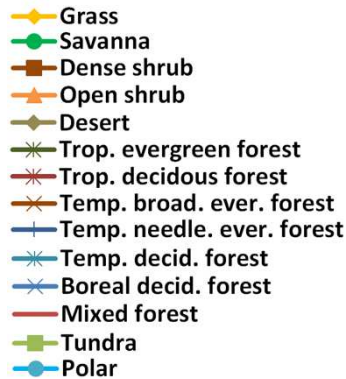 Grass
Savanna
Dense shrub
Open shrub
Desert
Trop. evergreen forest
Trop. decidous forest
Temp. broad. ever. forest
Temp. needle. ever. forest
Temp. decid. forest
Boreal decid. forest
Mixed forest
Tundra
Polar